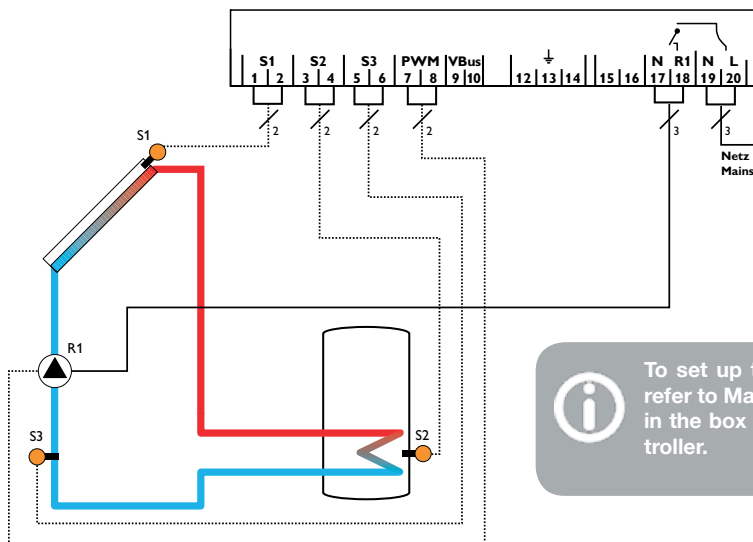 S1 S2 S3 PWM VBus ⏚ N R1 N L
1 2 3 4 5 6 7 8 9 10 12 13 14 15 16 17 18 19 20
2 2 2 2 3 3
Netz
Mains
S1
R1
S3
S2
To set up
refer to
in the box
troller.
i